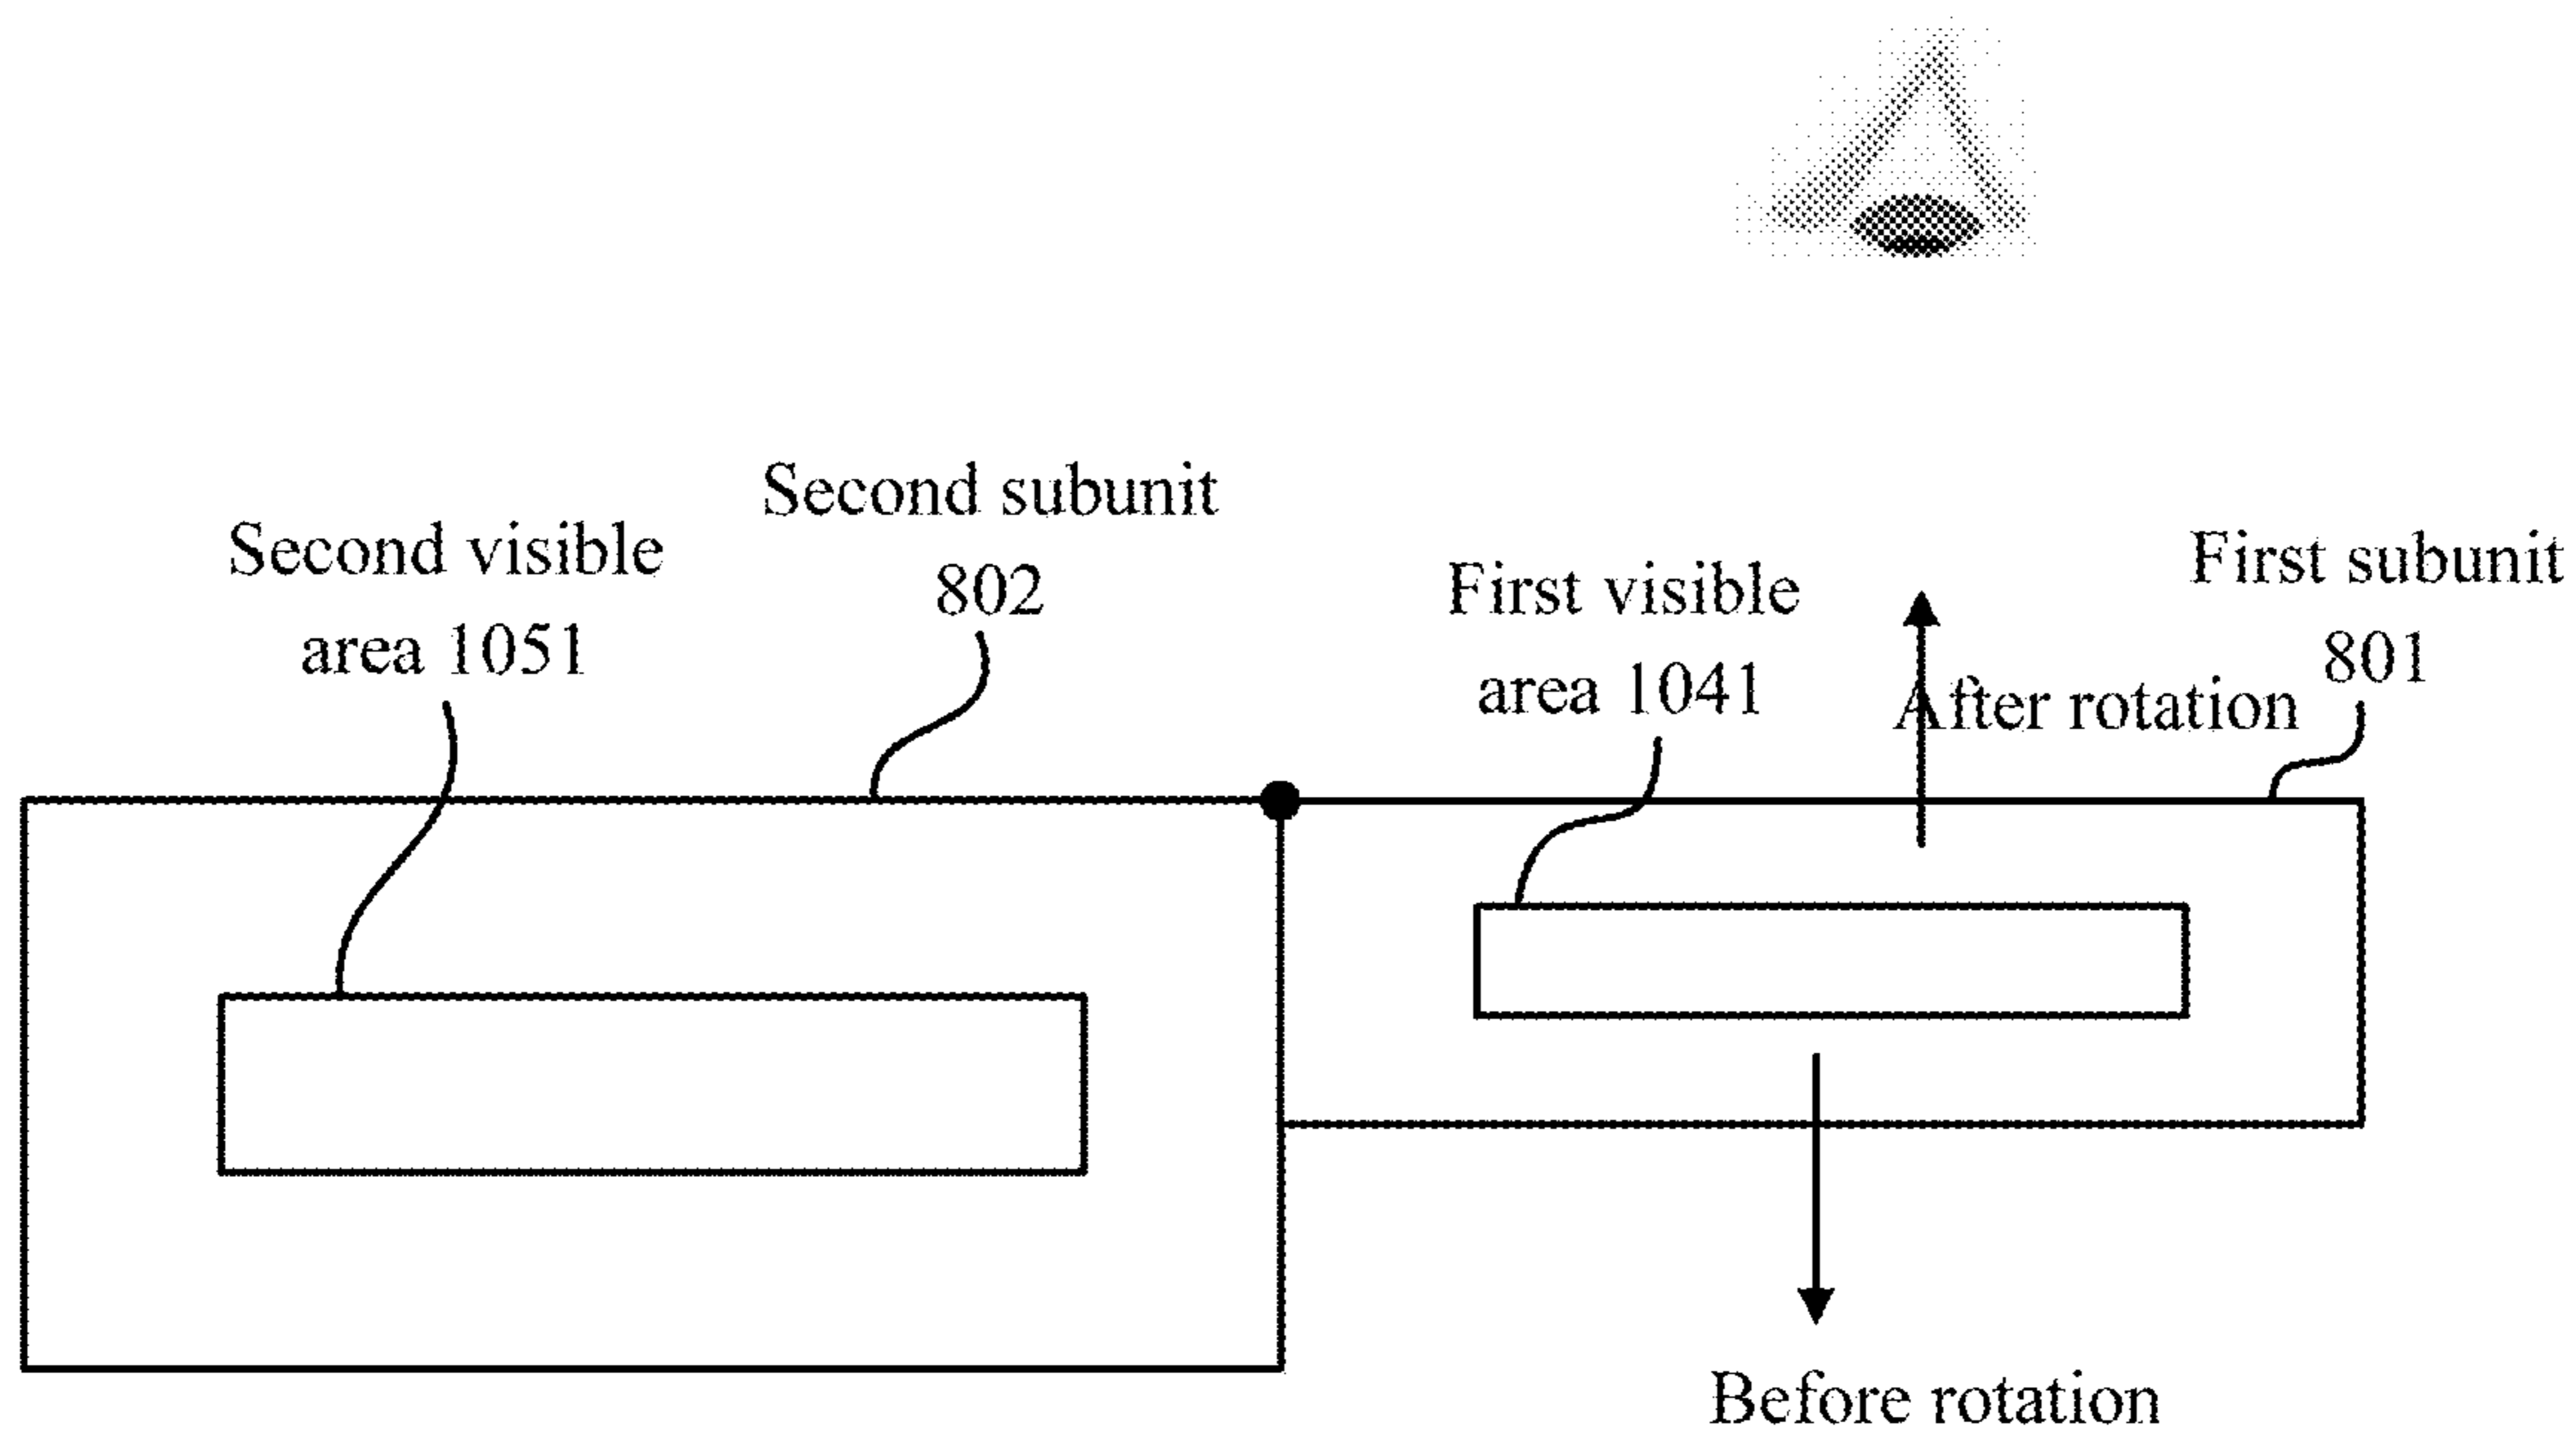 Second visible
area 1051
Second subunit
802
First visible
area 1041
First subunit
801
After rotation
Before rotation